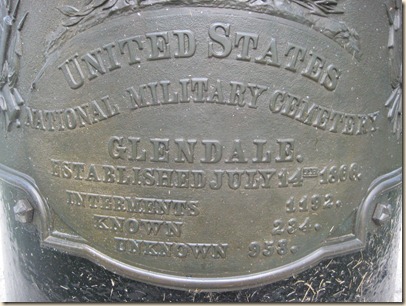 UNITED STATES
NATIONAL MILITARY CEMETERY
GLENDALE.
ESTABLISHED JULY 14TH 1866.
INTERMENTS 1192.
KNOWN 234.
UNKNOWN 958.